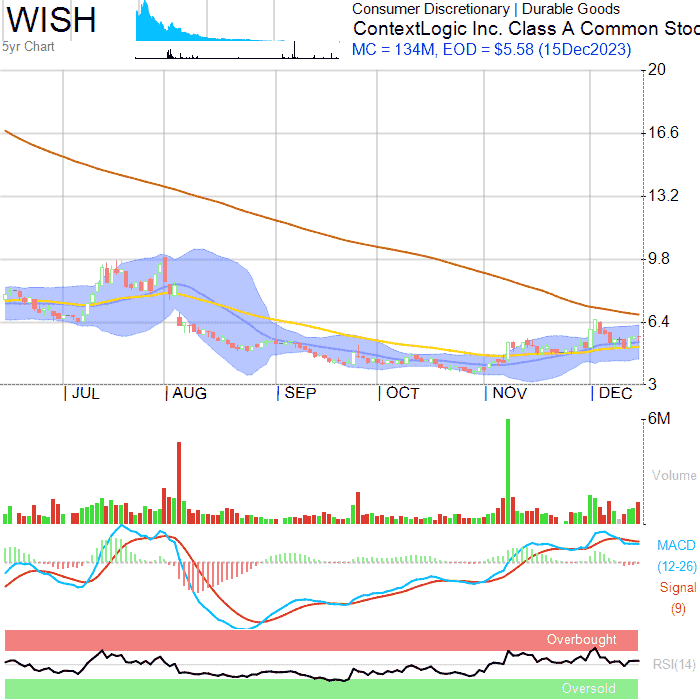 WISH
5yr Chart
Consumer Discretionary | Durable Goods
ContextLogic Inc. Class A Common Stoc
MC = 134M, EOD = $5.58 (15Dec2023)
20
16.6
13.2
9.8
6.4
3
JUL
AUG
SEP
OCT
NOV
DEC
6M
Volume
MACD
(12-26)
Signal
(9)
Overbought
RSI(14)
Oversold